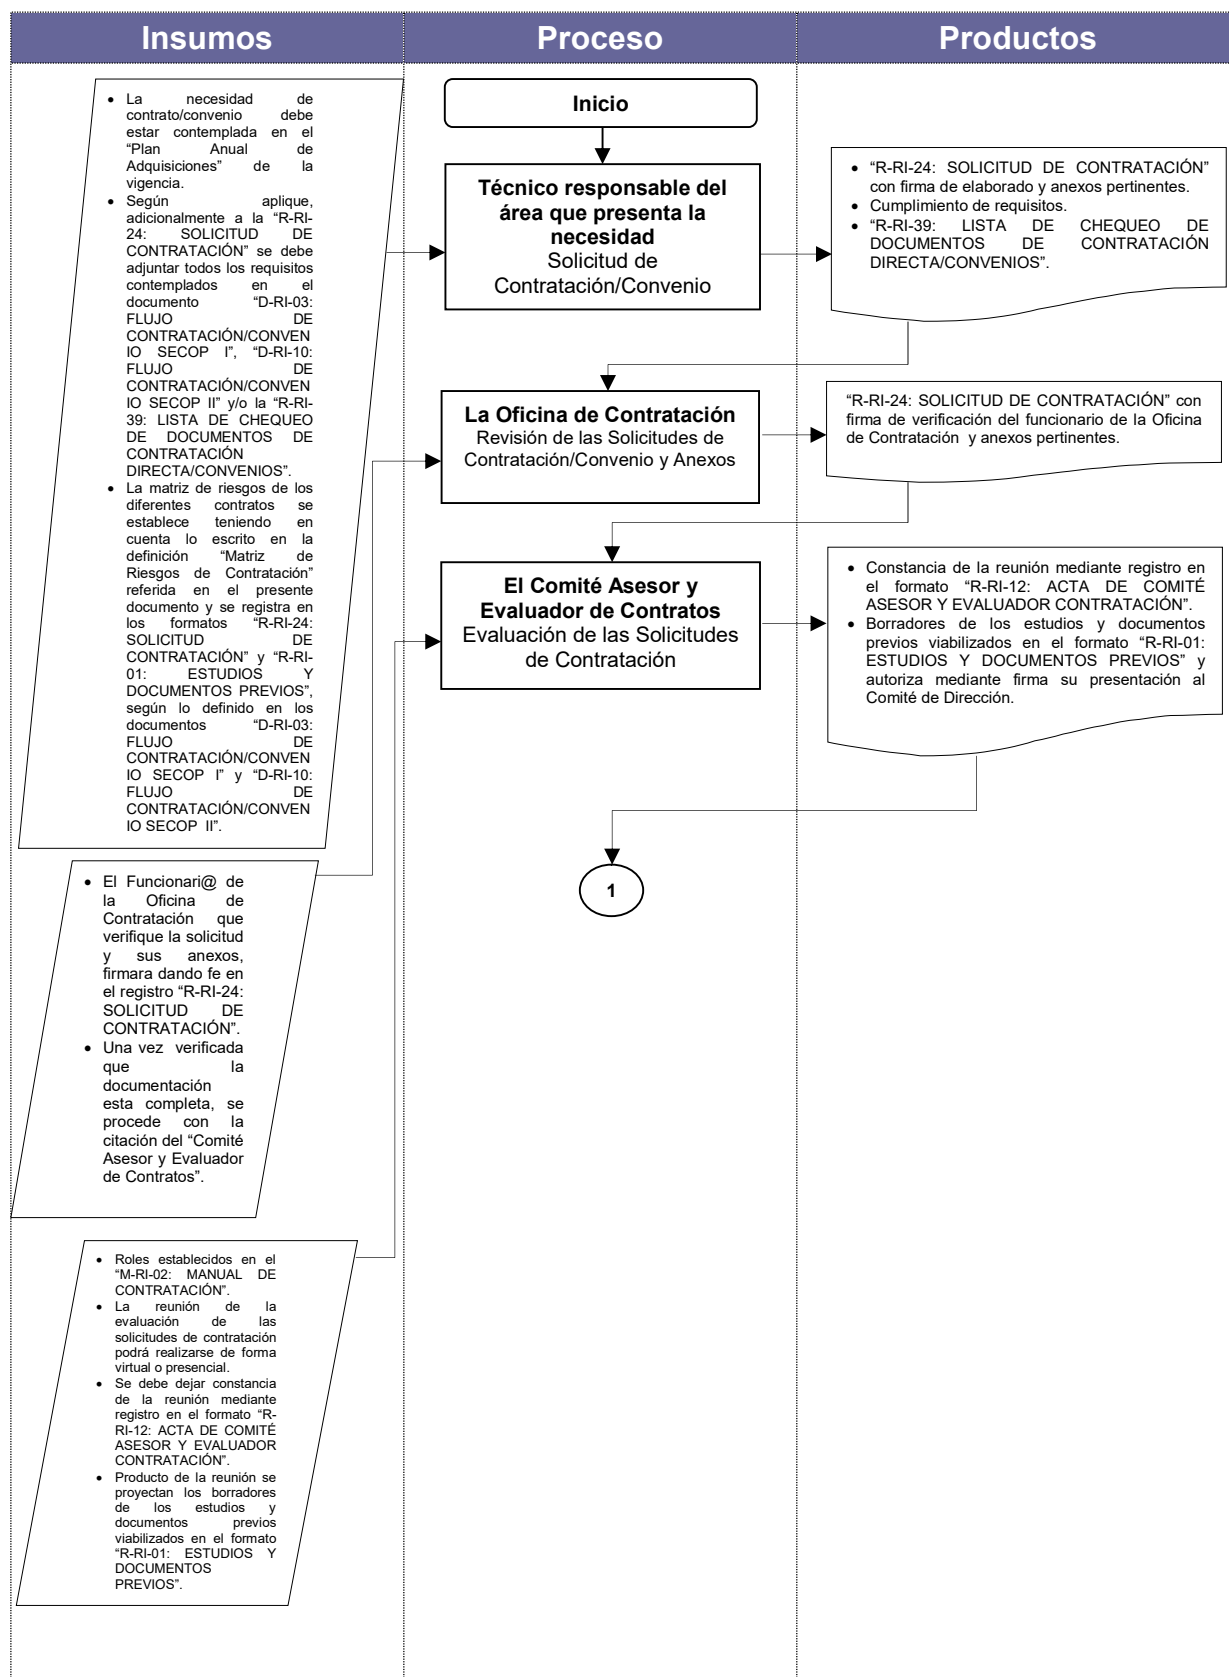 Insumos
Proceso
Productos
• La necesidad de
contrato/convenio debe
estar contemplada en el
“Plan Anual de
Adquisiciones” de la
vigencia.
• Según aplique,
adicionalmente a la “R-RI-
24: SOLICITUD DE
CONTRATACIÓN” se debe
adjuntar todos los requisitos
contemplados en el
documento “D-RI-03:
FLUJO DE
CONTRATACIÓN/CONVEN
IO SECOP I”, “D-RI-10:
FLUJO DE
CONTRATACIÓN/CONVEN
IO SECOP II” y/o la “R-RI-
39: LISTA DE CHEQUEO
DE DOCUMENTOS DE
CONTRATACIÓN
DIRECTA/CONVENIOS”.
• La matriz de riesgos de los
diferentes contratos se
establece teniendo en
cuenta lo escrito en la
definición “Matriz de
Riesgos de Contratación”
referida en el presente
documento y se registra en
los formatos “R-RI-24:
SOLICITUD DE
CONTRATACIÓN” y “R-RI-
01: ESTUDIOS Y
DOCUMENTOS PREVIOS”,
según lo definido en los
documentos “D-RI-03:
FLUJO DE
CONTRATACIÓN/CONVEN
IO SECOP I” y “D-RI-10:
FLUJO DE
CONTRATACIÓN/CONVEN
IO SECOP II”.
Inicio
Técnico responsable del
área que presenta la
necesidad
Solicitud de
Contratación/Convenio
• “R-RI-24: SOLICITUD DE CONTRATACIÓN”
con firma de elaborado y anexos pertinentes.
• Cumplimiento de requisitos.
• “R-RI-39: LISTA DE CHEQUEO DE
DOCUMENTOS DE CONTRATACIÓN
DIRECTA/CONVENIOS”.
La Oficina de Contratación
Revisión de las Solicitudes de
Contratación/Convenio y Anexos
“R-RI-24: SOLICITUD DE CONTRATACIÓN” con
firma de verificación del funcionario de la Oficina
de Contratación y anexos pertinentes.
El Comité Asesor y
Evaluador de Contratos
Evaluación de las Solicitudes
de Contratación
• Constancia de la reunión mediante registro en
el formato “R-RI-12: ACTA DE COMITÉ
ASESOR Y EVALUADOR CONTRATACIÓN”.
• Borradores de los estudios y documentos
previos viabilizados en el formato “R-RI-01:
ESTUDIOS Y DOCUMENTOS PREVIOS” y
autoriza mediante firma su presentación al
Comité de Dirección.
1
• El Funcionari@ de
la Oficina de
Contratación que
verifique la solicitud
y sus anexos,
firmara dando fe en
el registro “R-RI-24:
SOLICITUD DE
CONTRATACIÓN”.
• Una vez verificada
que la
documentación
esta completa, se
procede con la
citación del “Comité
Asesor y Evaluador
de Contratos”.
• Roles establecidos en el
“M-RI-02: MANUAL DE
CONTRATACIÓN”.
• La reunión de la
evaluación de las
solicitudes de contratación
podrá realizarse de forma
virtual o presencial.
• Se debe dejar constancia
de la reunión mediante
registro en el formato “R-
RI-12: ACTA DE COMITÉ
ASESOR Y EVALUADOR
CONTRATACIÓN”.
• Producto de la reunión se
proyectan los borradores
de los estudios y
documentos previos
viabilizados en el formato
“R-RI-01: ESTUDIOS Y
DOCUMENTOS
PREVIOS”.